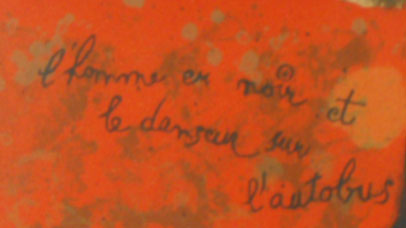 l'homme en noir et
le danseur sur
l'autobus